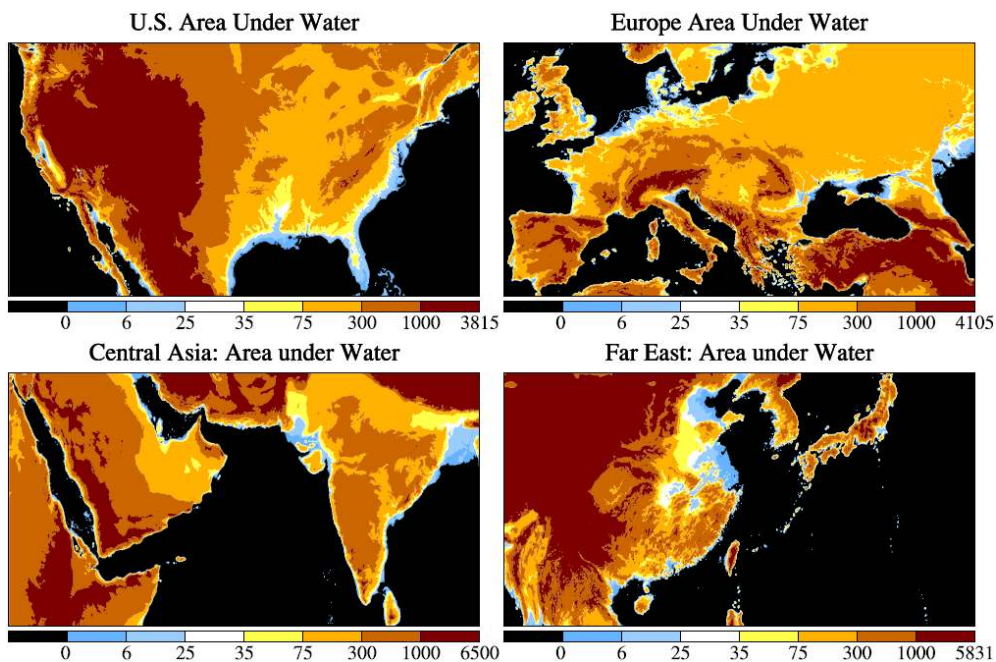 U.S. Area Under Water
Europe Area Under Water
0 6 25 35 75 300 1000 3815
0 6 25 35 75 300 1000 4105
Central Asia: Area under Water
Far East: Area under Water
0 6 25 35 75 300 1000 6500
0 6 25 35 75 300 1000 5831